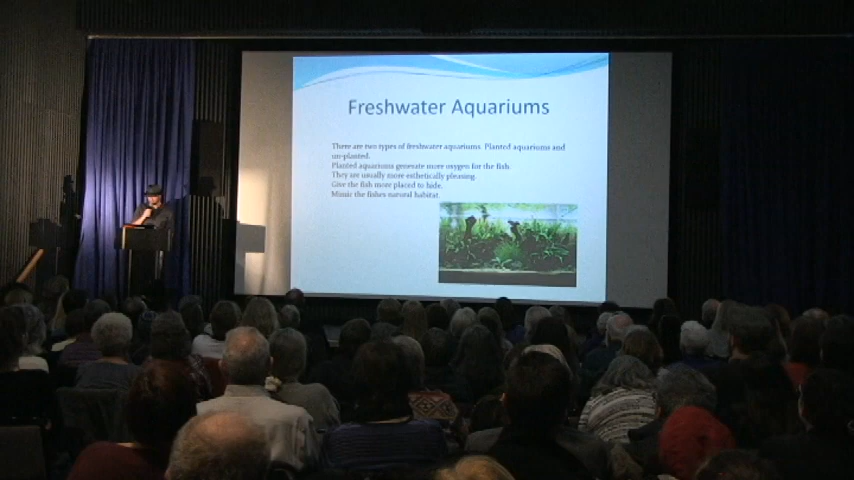 Freshwater Aquariums
There are two types of freshwater aquariums. Planted aquariums and
un-planted.
Planted aquariums generate more oxygen for the fish.
They are usually more esthetically pleasing.
Give the fish more placed to hide.
Mimic the fishes natural habitat.